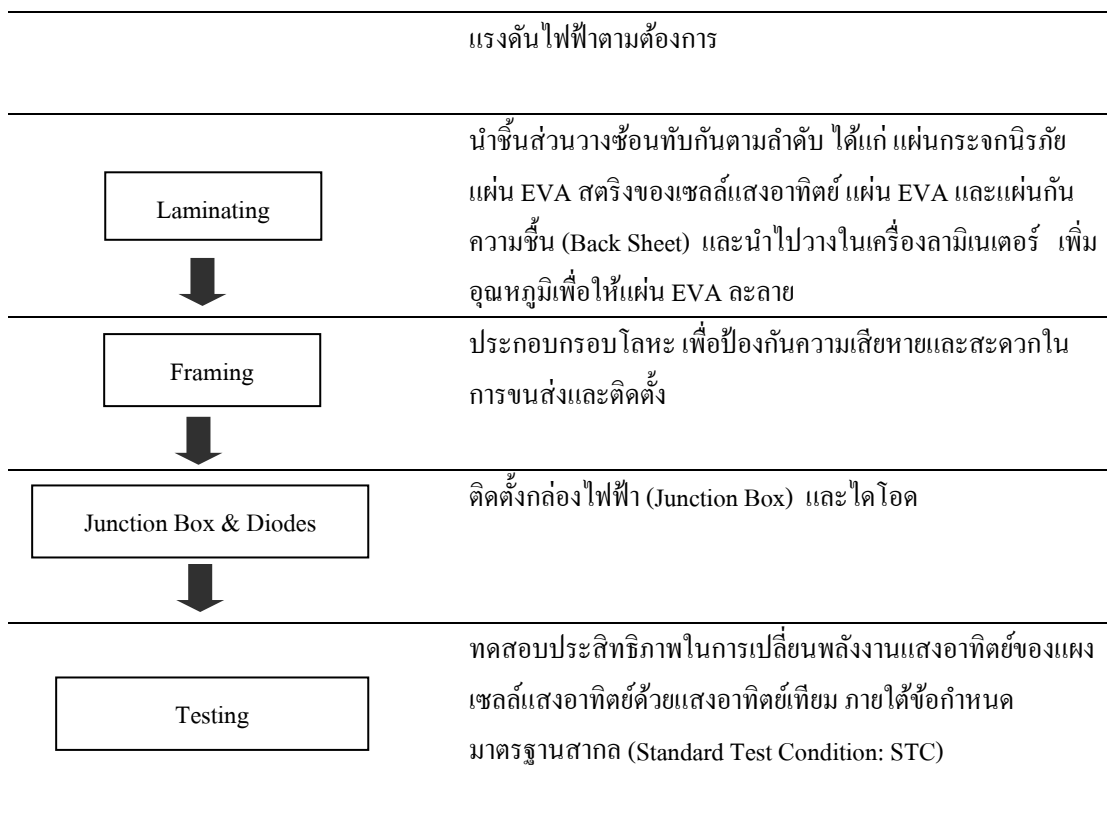 แรงดันไฟฟ้าตามต้องการ
Laminating
นำชิ้นส่วนวางซ้อนทับกันตามลำดับ ได้แก่ แผ่นกระจกนิรภัย
แผ่น EVA สตริงของเซลล์แสงอาทิตย์ แผ่น EVA และแผ่นกัน
ความชื้น (Back Sheet) และนำไปวางในเครื่องลามิเนเตอร์ เพิ่ม
อุณหภูมิเพื่อให้แผ่น EVA ละลาย
Framing
ประกอบกรอบโลหะ เพื่อป้องกันความเสียหายและสะดวกใน
การขนส่งและติดตั้ง
Junction Box & Diodes
ติดตั้งกล่องไฟฟ้า (Junction Box) และไดโอด
Testing
ทดสอบประสิทธิภาพในการเปลี่ยนพลังงานแสงอาทิตย์ของแผง
เซลล์แสงอาทิตย์ด้วยแสงอาทิตย์เทียม ภายใต้ข้อกำหนด
มาตรฐานสากล (Standard Test Condition: STC)